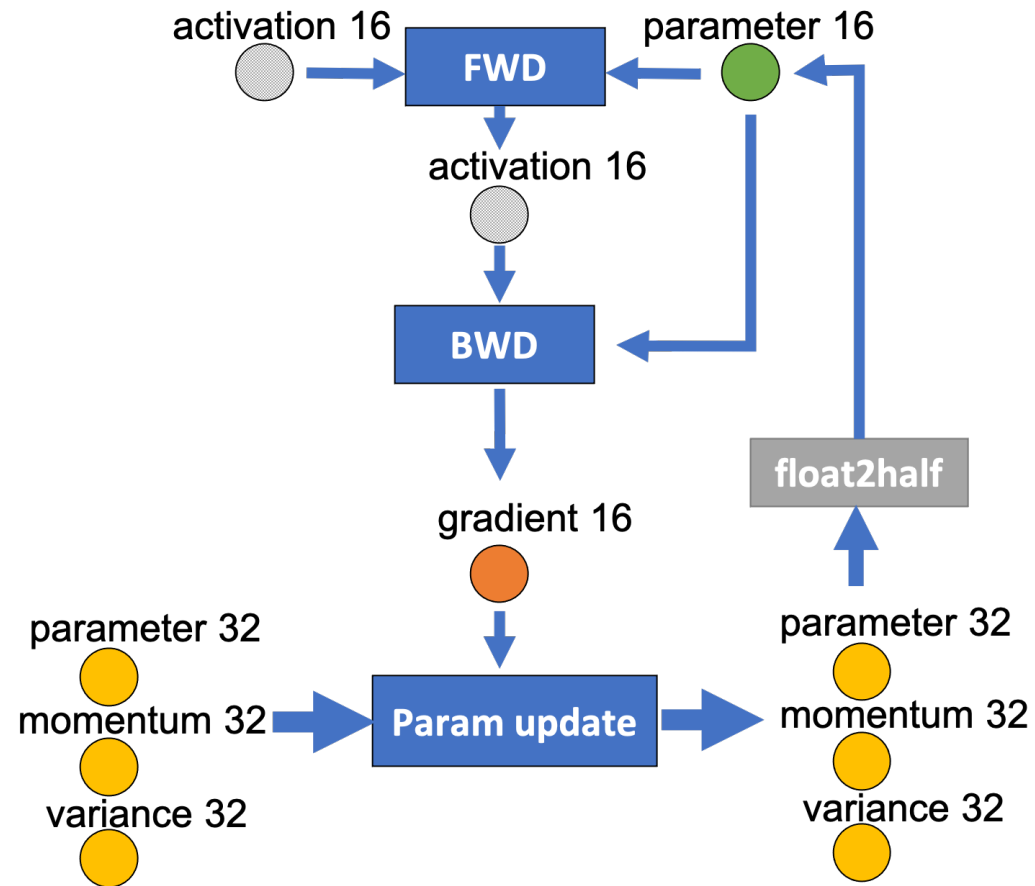 activation 16
FWD
parameter 16
activation 16
BWD
float2half
gradient 16
parameter 32
momentum 32
variance 32
Param update
parameter 32
momentum 32
variance 32